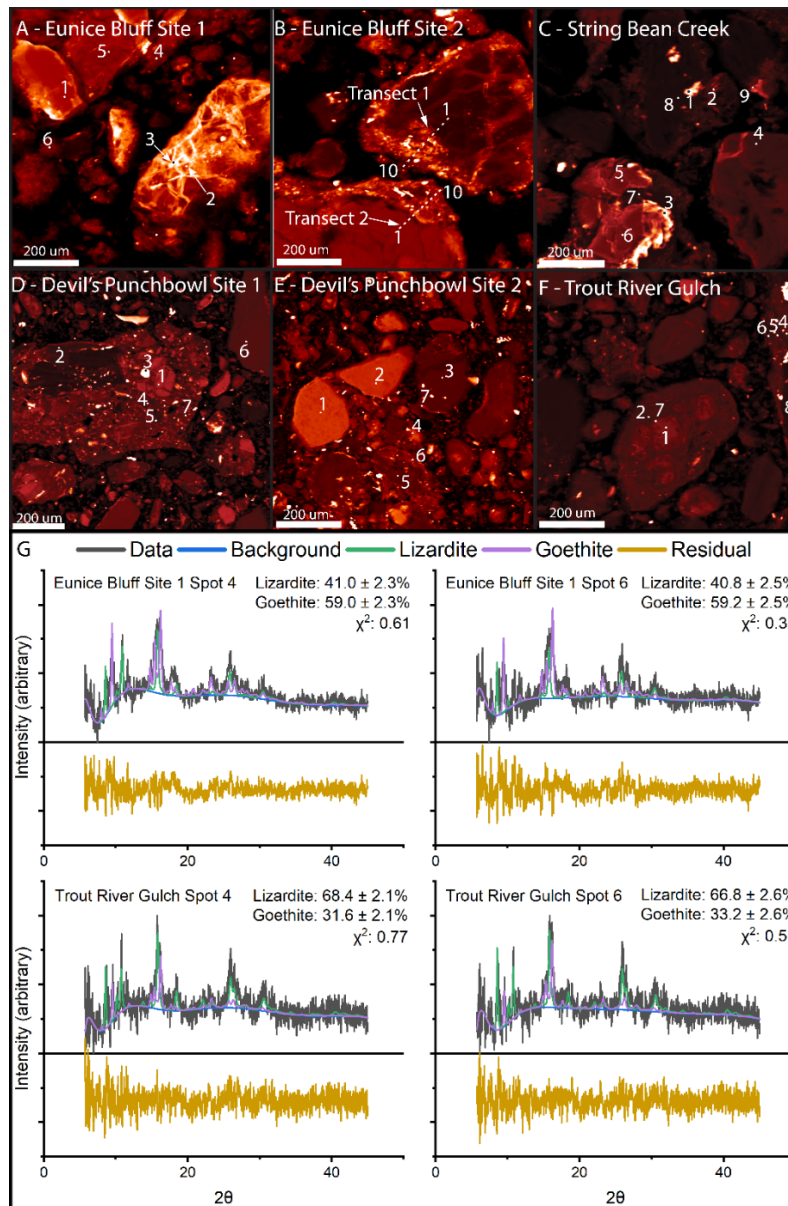 A - Eunice Bluff Site 1
5
4
1
6
3
2
200 um
B - Eunice Bluff Site 2
Transect 1
1
10
10
Transect 2
1
200 um
C - String Bean Creek
8
1
2
9
4
5
7
3
6
200 um
D - Devil's Punchbowl Site 1
2
3
1
6
4
5
7
200 um
E - Devil's Punchbowl Site 2
1
2
3
7
4
6
5
200 um
F - Trout River Gulch
4
6
5
2
7
1
8
200 um
G
Data
Background
Lizardite
Goethite
Residual
Eunice Bluff Site 1 Spot 4
Lizardite: 41.0 ± 2.3%
Goethite: 59.0 ± 2.3%
χ²: 0.61
Eunice Bluff Site 1 Spot 6
Lizardite: 40.8 ± 2.5%
Goethite: 59.2 ± 2.5%
χ²: 0.3
Intensity (arbitrary)
0
20
40
0
20
40
Trout River Gulch Spot 4
Lizardite: 68.4 ± 2.1%
Goethite: 31.6 ± 2.1%
χ²: 0.77
Trout River Gulch Spot 6
Lizardite: 66.8 ± 2.6%
Goethite: 33.2 ± 2.6%
χ²: 0.5
Intensity (arbitrary)
0
20
40
0
20
40
2θ
2θ